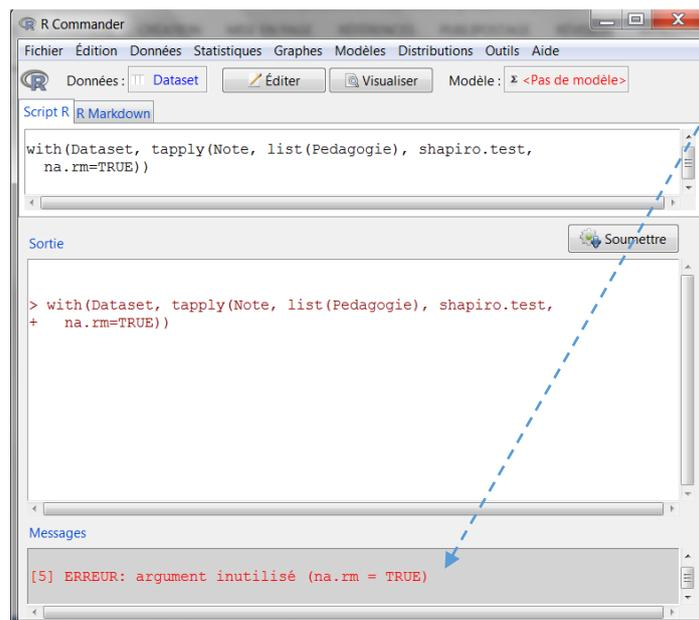 R Commander
Fichier Édition Données Statistiques Graphes Modèles Distributions Outils Aide
Données : Dataset Éditer Visualiser Modèle : Σ <Pas de modèle>
Script R R Markdown
with(Dataset, tapply(Note, list(Pedagogie), shapiro.test,
na.rm=TRUE))
Sortie Soumettre
> with(Dataset, tapply(Note, list(Pedagogie), shapiro.test,
+ na.rm=TRUE))
Messages
[5] ERREUR: argument inutilisé (na.rm = TRUE)